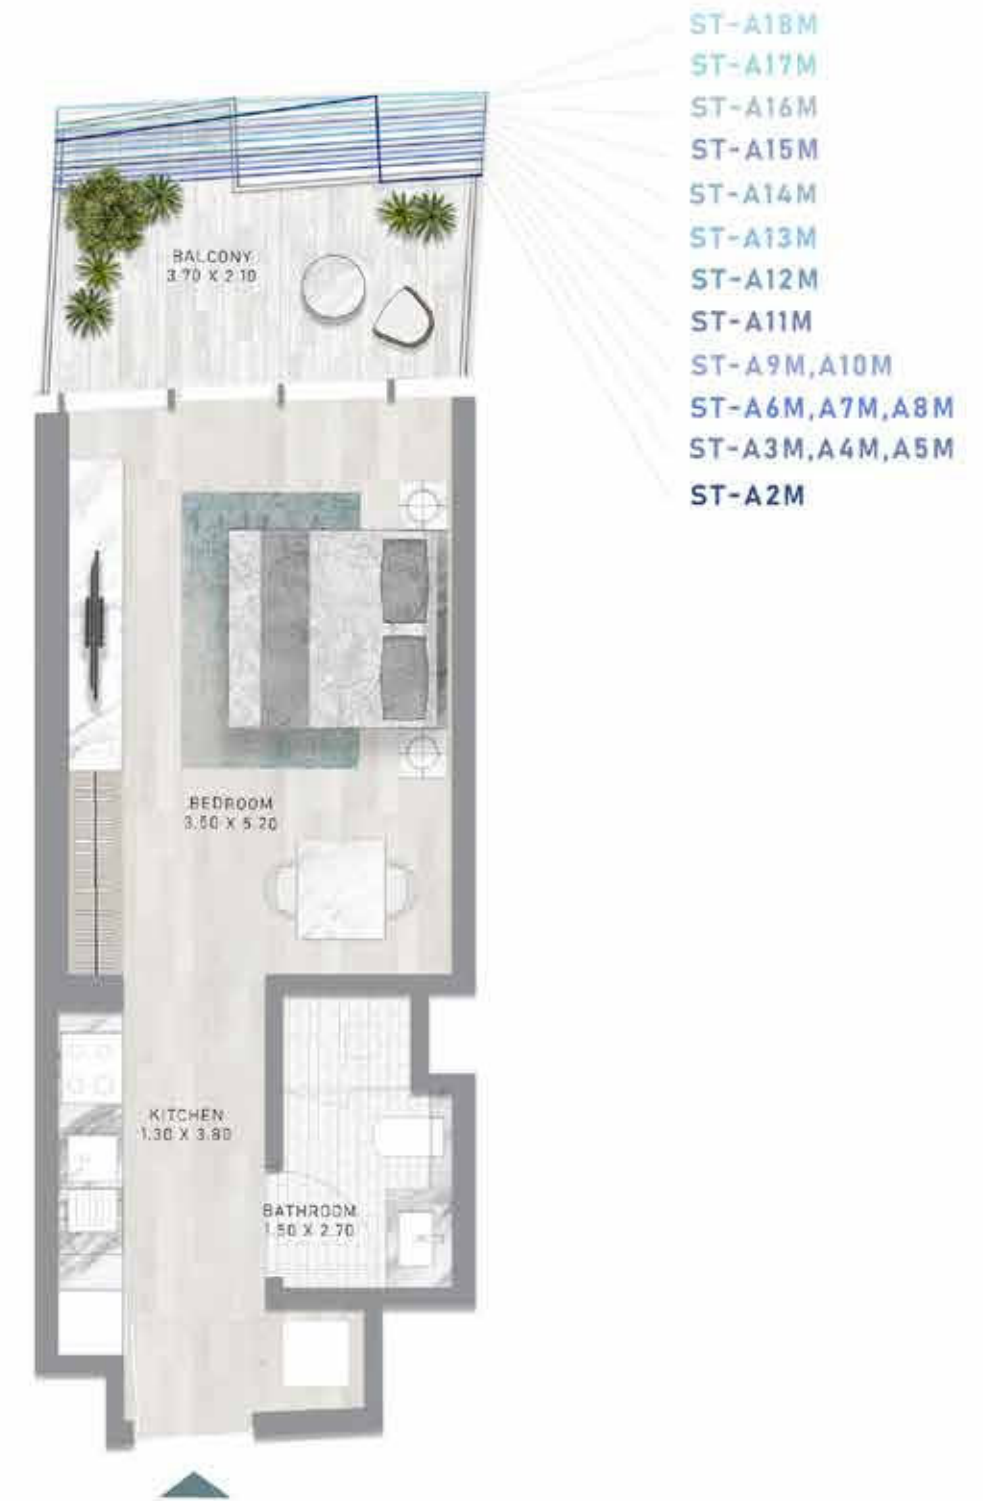 ST-A18M
ST-A17M
ST-A16M
ST-A15M
ST-A14M
ST-A13M
ST-A12M
ST-A11M
ST-A9M,A10M
ST-A6M,A7M,A8M
ST-A3M,A4M,A5M
ST-A2M
BALCONY
3.70 X 2.10
BEDROOM
3.50 X 5.20
KITCHEN
1.30 X 3.80
BATHROOM
1.50 X 2.70